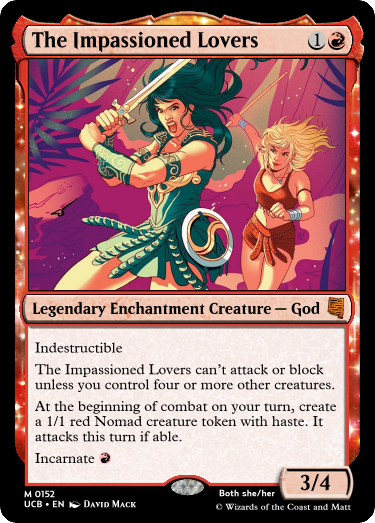 The Impassioned Lovers 1
Legendary Enchantment Creature — God
Indestructible
The Impassioned Lovers can't attack or block
unless you control four or more other creatures.
At the beginning of combat on your turn, create
a 1/1 red Nomad creature token with haste. It
attacks this turn if able.
Incarnate
3/4
M 0152
UCB • EN David Mack
Both she/her
© Wizards of the Coast and Matt